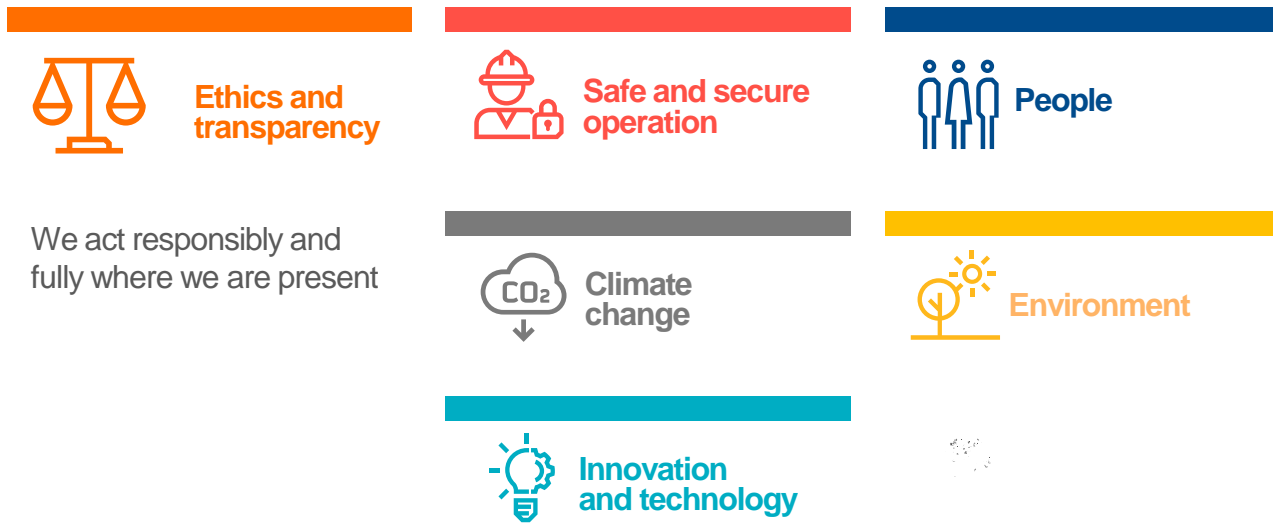 Ethics and
transparency
We act responsibly and
fully where we are present
Safe and secure
operation
People
CO₂
Climate
change
Environment
Innovation
and technology